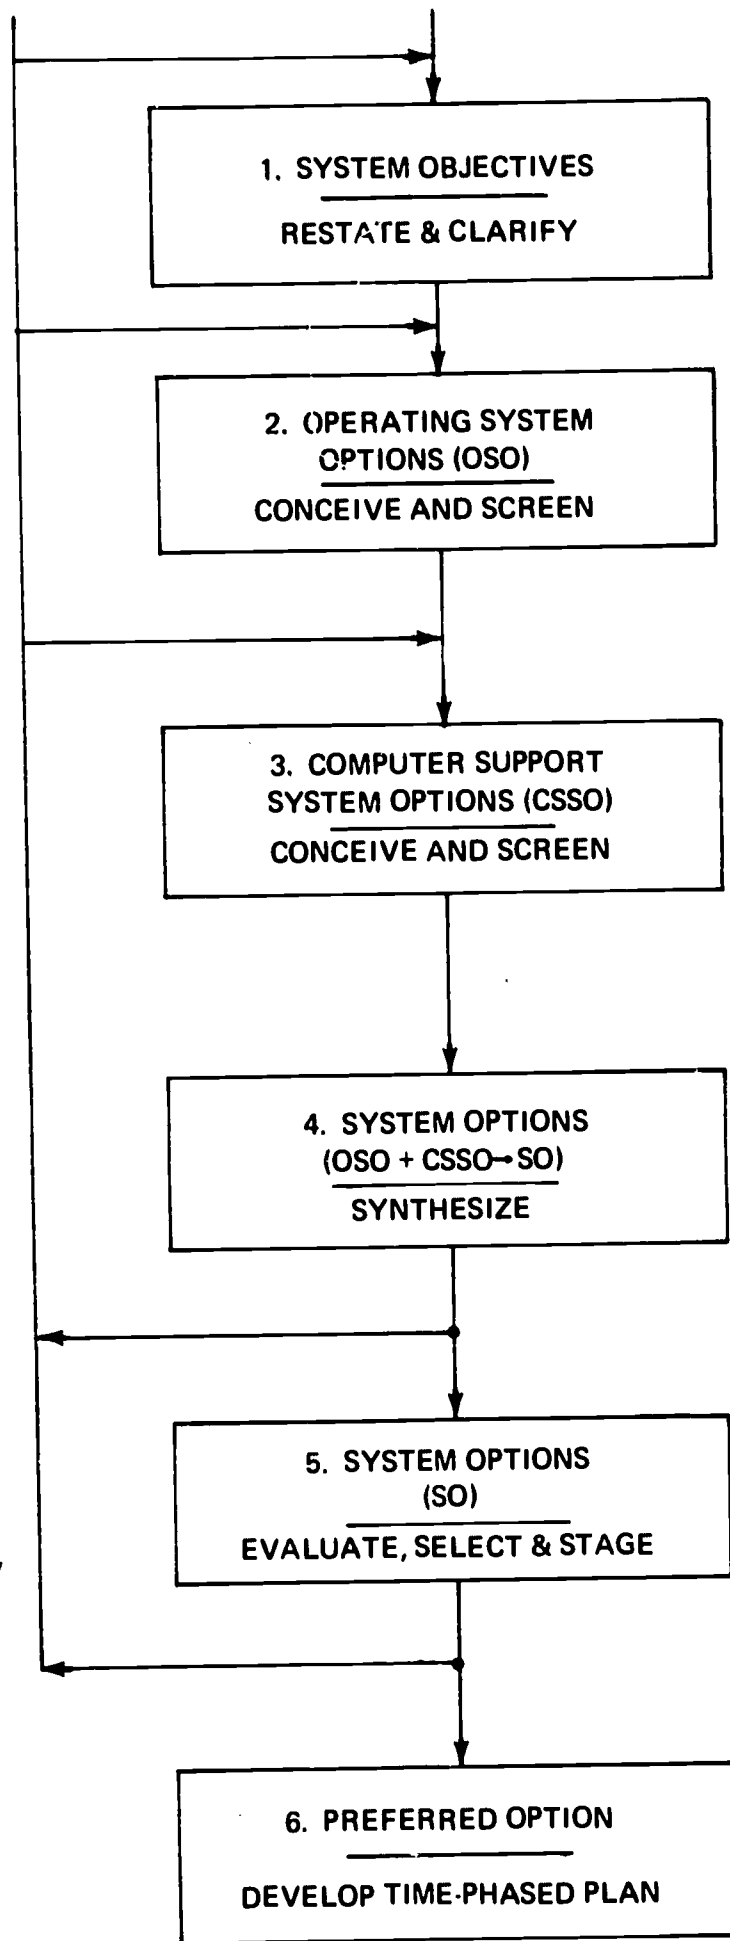 1. SYSTEM OBJECTIVES
RESTATE & CLARIFY
2. OPERATING SYSTEM
OPTIONS (OSO)
CONCEIVE AND SCREEN
3. COMPUTER SUPPORT
SYSTEM OPTIONS (CSSO)
CONCEIVE AND SCREEN
4. SYSTEM OPTIONS
(OSO + CSSO→SO)
SYNTHESIZE
5. SYSTEM OPTIONS
(SO)
EVALUATE, SELECT & STAGE
6. PREFERRED OPTION
DEVELOP TIME-PHASED PLAN